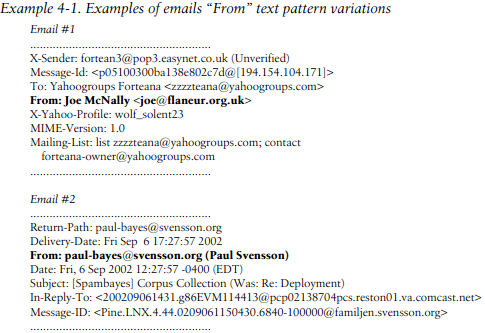 Example 4-1. Examples of emails “From” text pattern variations
Email #1
........................................................
X-Sender: fortean3@pop3.easynet.co.uk (Unverified)
Message-Id: <p05100300ba138e802c7d@[194.154.104.171]>
To: Yahoogroups Forteana <zzzzteana@yahoogroups.com>
From: Joe McNally <joe@flaneur.org.uk>
X-Yahoo-Profile: wolf_solent23
MIME-Version: 1.0
Mailing-List: list zzzzteana@yahoogroups.com; contact
forteana-owner@yahoogroups.com
........................................................
Email #2
........................................................
Return-Path: paul-bayes@svensson.org
Delivery-Date: Fri Sep  6 17:27:57 2002
From: paul-bayes@svensson.org (Paul Svensson)
Date: Fri, 6 Sep 2002 12:27:57 -0400 (EDT)
Subject: [Spambayes] Corpus Collection (Was: Re: Deployment)
In-Reply-To: <200209061431.g86EVM114413@pcp02138704pcs.reston01.va.comcast.net>
Message-ID: <Pine.LNX.4.44.0209061150430.6840-100000@familjen.svensson.org>
........................................................